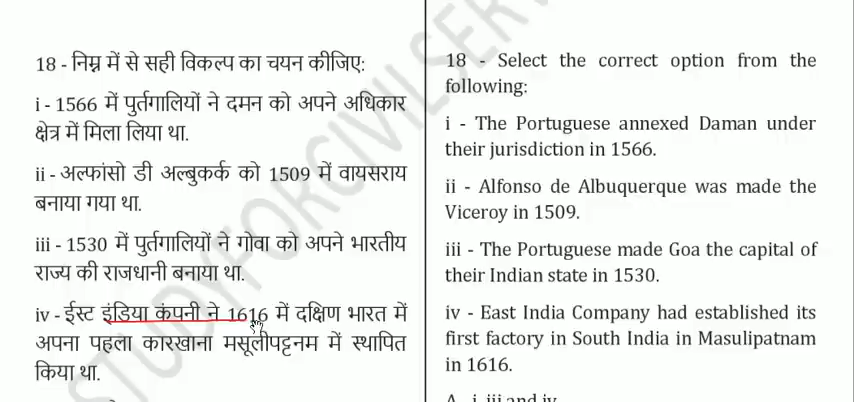 18 - निम्न में से सही विकल्प का चयन कीजिए:
i - 1566 में पुर्तगालियों ने दमन को अपने अधिकार
क्षेत्र में मिला लिया था.
ii - अल्फांसो डी अल्बुकर्क को 1509 में वायसराय
बनाया गया था.
iii - 1530 में पुर्तगालियों ने गोवा को अपने भारतीय
राज्य की राजधानी बनाया था.
iv - ईस्ट इंडिया कंपनी ने 1616 में दक्षिण भारत में
अपना पहला कारखाना मसूलीपट्टनम में स्थापित
किया था.
18 - Select the correct option from the
following:
i - The Portuguese annexed Daman under
their jurisdiction in 1566.
ii - Alfonso de Albuquerque was made the
Viceroy in 1509.
iii - The Portuguese made Goa the capital of
their Indian state in 1530.
iv - East India Company had established its
first factory in South India in Masulipatnam
in 1616.
A. i, iii and iv
STUDYFORCIVILSERV